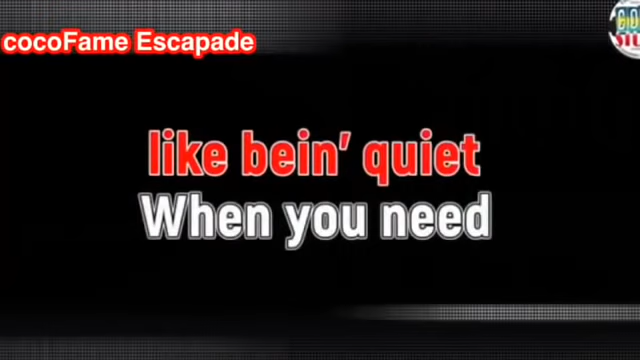 cocoFame Escapade
like bein’ quiet
When you need